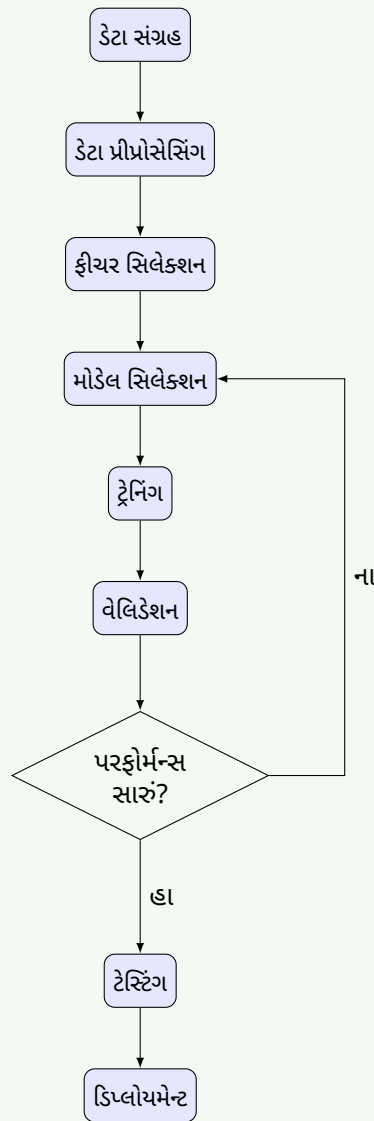 ડેટા સંગ્રહ
ડેટા પ્રીપ્રોસેસિંગ
ફીચર સિલેક્શન
મોડેલ સિલેક્શન
ટ્રેનિંગ
વેલિડેશન
ના
પરફોર્મન્સ
સારું?
હા
ટેસ્ટિંગ
ડિપ્લોયમેન્ટ